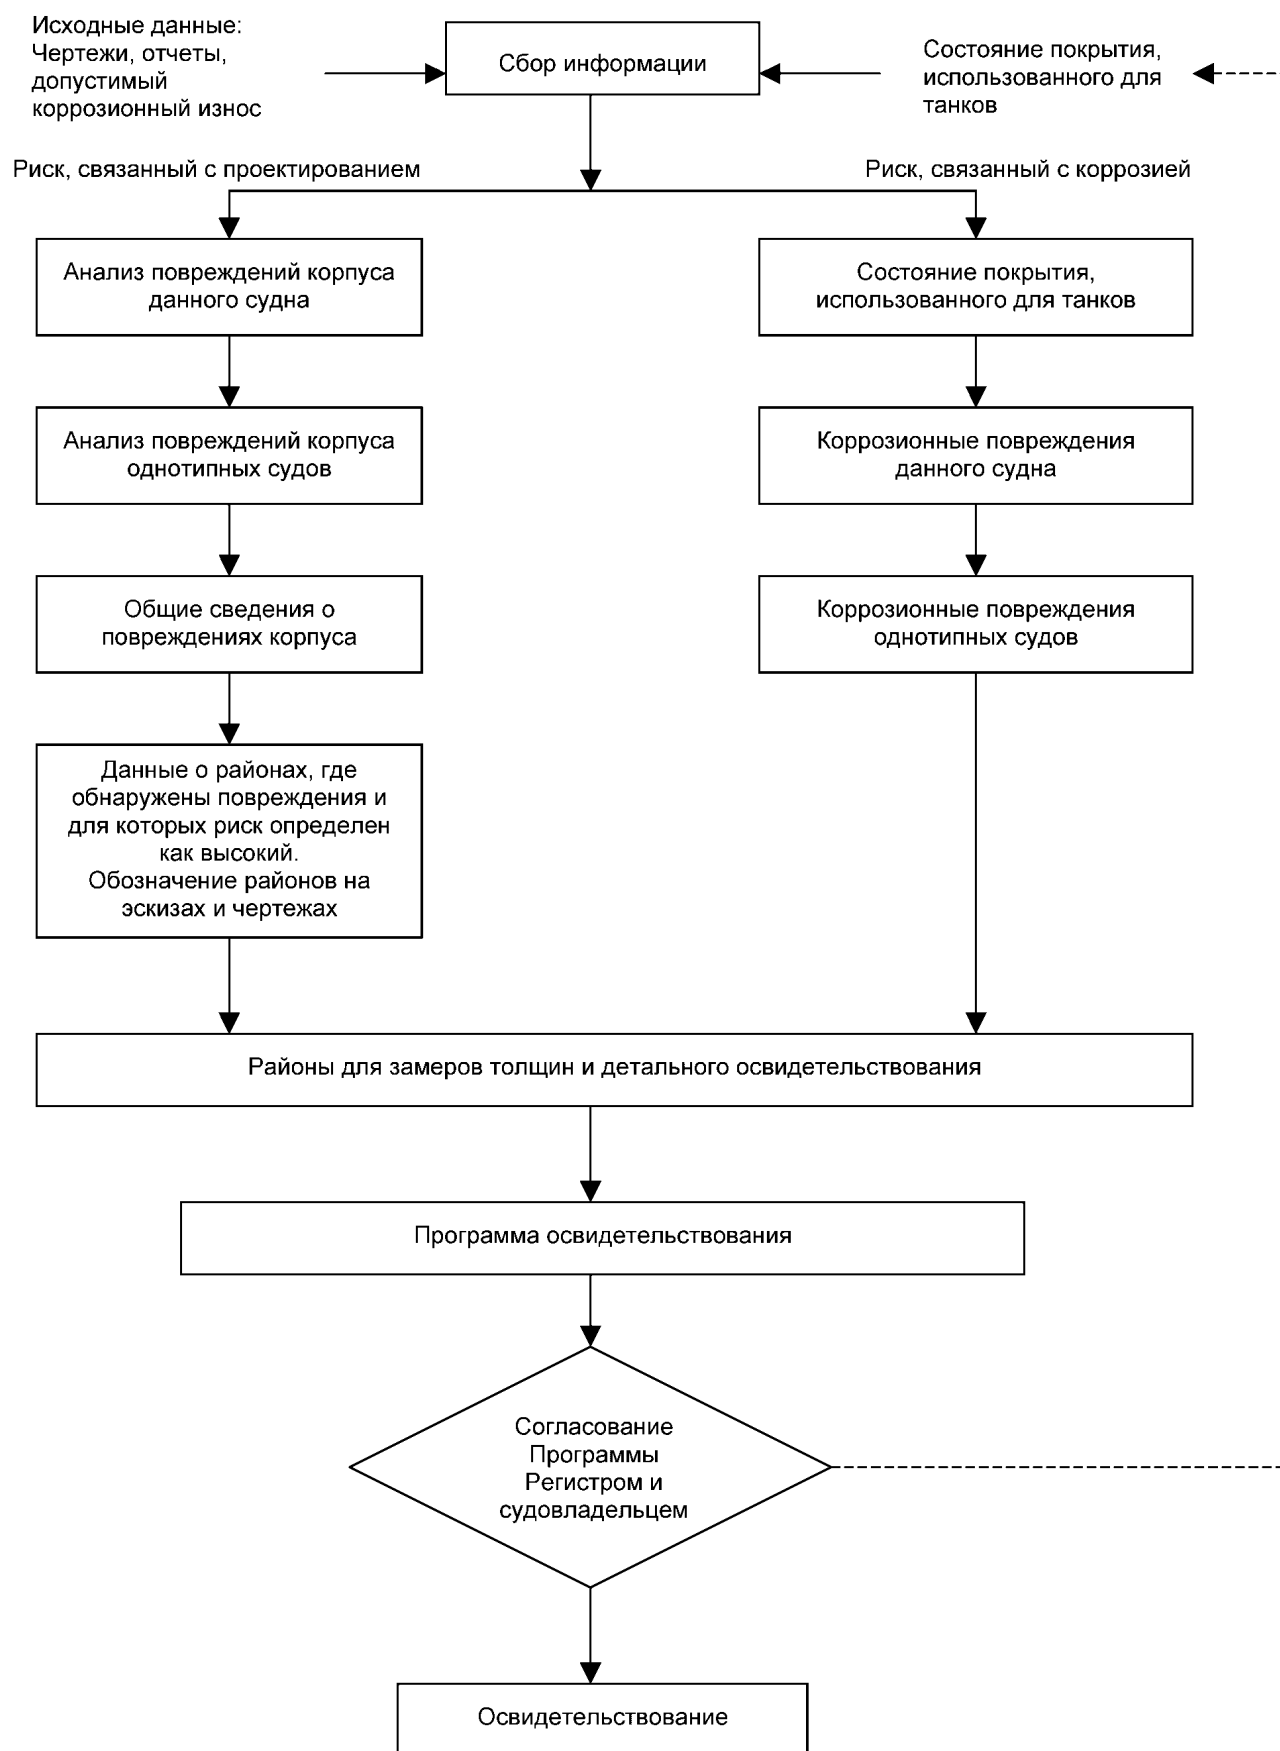 Исходные данные:
Чертежи, отчеты,
допустимый
коррозионный износ
Сбор информации
Состояние покрытия,
использованного для
танков
Риск, связанный с проектированием
Риск, связанный с коррозией
Анализ повреждений корпуса
данного судна
Состояние покрытия,
использованного для танков
Анализ повреждений корпуса
однотипных судов
Коррозионные повреждения
данного судна
Общие сведения о
повреждениях корпуса
Коррозионные повреждения
однотипных судов
Данные о районах, где
обнаружены повреждения и
для которых риск определен
как высокий.
Обозначение районов на
эскизах и чертежах
Районы для замеров толщин и детального освидетельствования
Программа освидетельствования
Согласование
Программы
Регистром и
судовладельцем
Освидетельствование